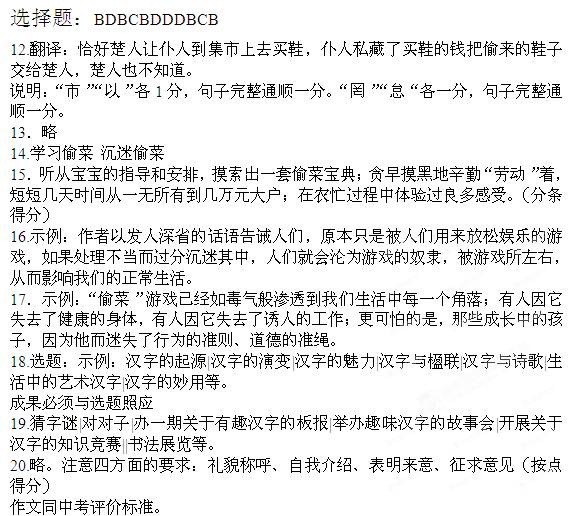 选择题：BDBCBDDDBCB
12翻译：恰好楚人让仆人到集市上去买鞋，仆人私藏了买鞋的钱把偷来的鞋子
交给楚人，楚人也不知道。
说明：“市”“以”各1分，句子完整通顺一分。“罔”“怠“各一分，句子完整通
顺一分。
13．略
14.学习偷菜 沉迷偷菜
15．听从宝宝的指导和安排，摸索出一套偷菜宝典；贪早摸黑地辛勤“劳动”着，
短短几天时间从一无所有到几万元大户；在农忙过程中体验过良多感受。（分条
得分）
16.示例：作者以发人深省的话语告诫人们，原本只是被人们用来放松娱乐的游
戏，如果处理不当而过分沉迷其中，人们就会沦为游戏的奴隶，被游戏所左右，
从而影响我们的正常生活。
17．示例：“偷菜”游戏已经如毒气般渗透到我们生活中每一个角落；有人因它
失去了健康的身体，有人因它失去了诱人的工作；更可怕的是，那些成长中的孩
子，因为他而迷失了行为的准则、道德的准绳。
18.选题：示例：汉字的起源|汉字的演变|汉字的魅力|汉字与楹联|汉字与诗歌|生
活中的艺术汉字|汉字的妙用等。
成果必须与选题照应
19.猜字谜|对对子|办一期关于有趣汉字的板报|举办趣味汉字的故事会|开展关于
汉字的知识竞赛||书法展览等。
20.略。注意四方面的要求：礼貌称呼、自我介绍、表明来意、征求意见（按点
得分）
作文同中考评价标准。